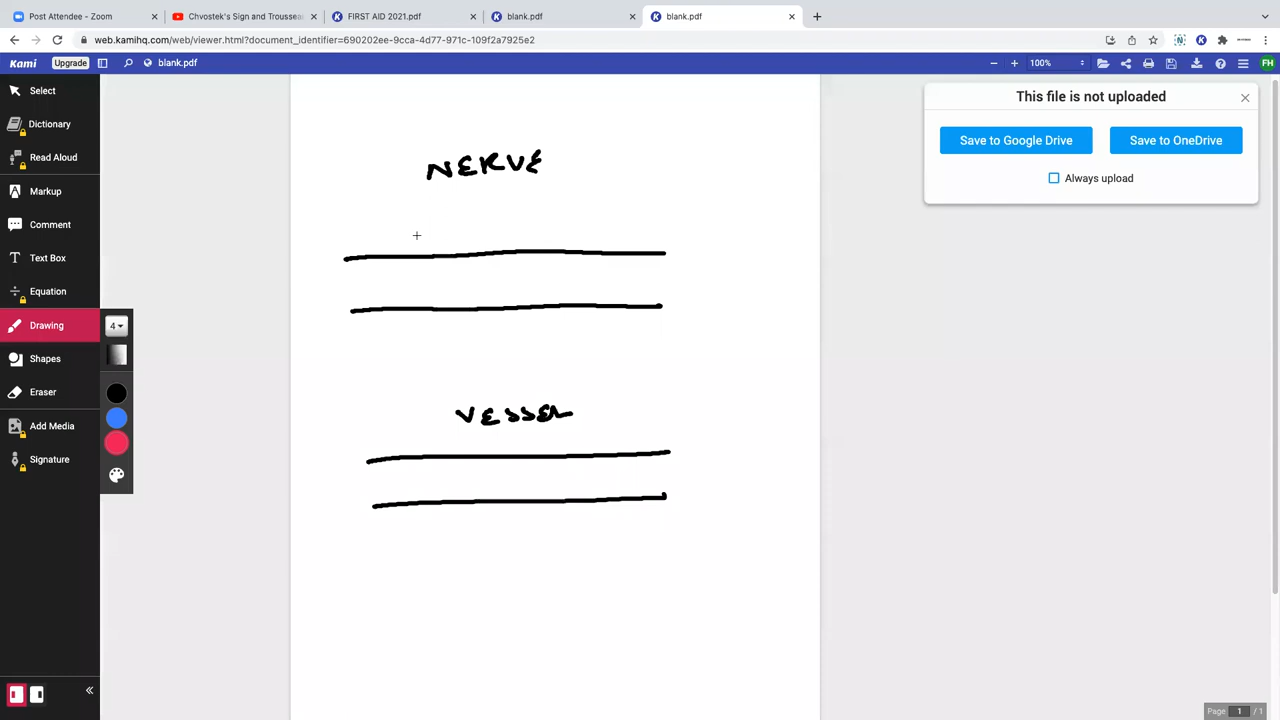 Post Attendee - Zoom
Chvostek's Sign and Troussea
FIRST AID 2021.pdf
blank.pdf
blank.pdf
web.kamihq.com/web/viewer.html?document_identifier=690202ee-9cca-4d77-971c-109f2a7925e2
Kami
Upgrade
blank.pdf
100%
FH
Select
Dictionary
Read Aloud
Markup
Comment
Text Box
Equation
Drawing
4
Shapes
Eraser
Add Media
Signature
This file is not uploaded
Save to Google Drive
Save to OneDrive
Always upload
NERVE
VESSEL
Page 1 / 1